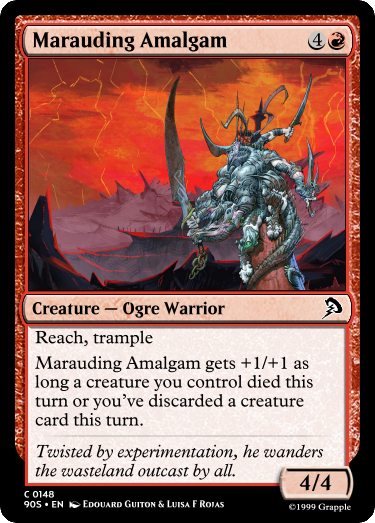 Marauding Amalgam 4
Creature — Ogre Warrior
Reach, trample
Marauding Amalgam gets +1/+1 as
long a creature you control died this
turn or you've discarded a creature
card this turn.
Twisted by experimentation, he wanders
the wasteland outcast by all.
4/4
C 0148
90S • EN Edouard Guiton & Luisa F Rojas
©1999 Grapple